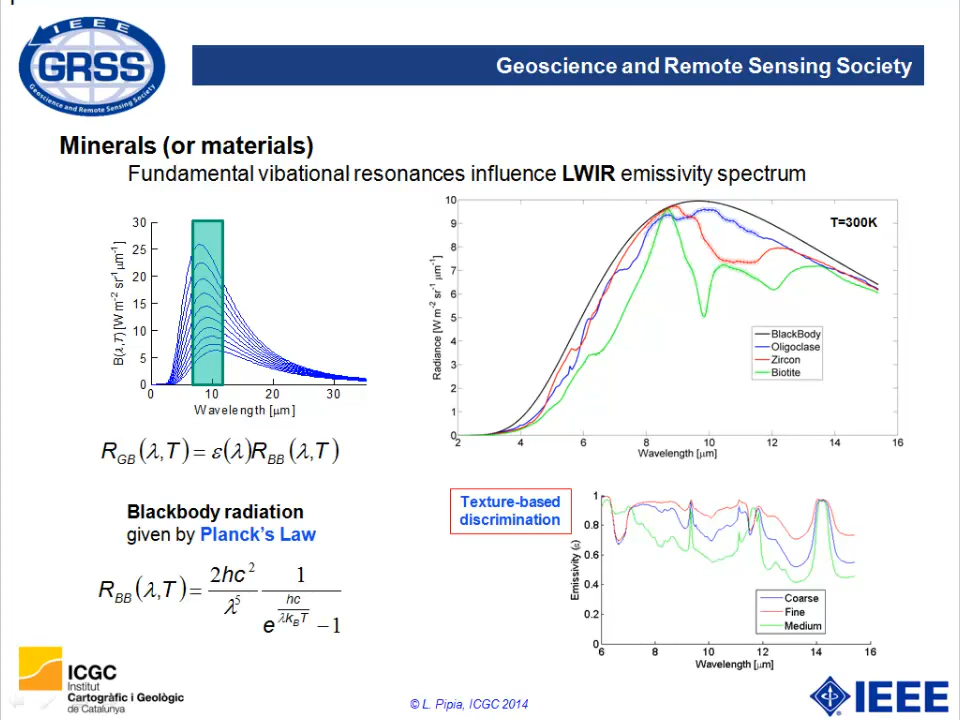 IEEE
GRSS
Geoscience and Remote Sensing Society
Geoscience and Remote Sensing Society
Minerals (or materials)
Fundamental vibational resonances influence LWIR emissivity spectrum
30
25
20
15
10
5
0
B(λ,T) [W m⁻² sr⁻¹ μm⁻¹]
0 10 20 30
Wavelength [μm]
10
9
8
7
6
5
4
3
2
1
0
Radiance [W m⁻² sr⁻¹ μm⁻¹]
T=300K
BlackBody
Oligoclase
Zircon
Biotite
2 4 6 8 10 12 14 16
Wavelength [μm]
R_GB(λ,T) = ε(λ)R_BB(λ,T)
Blackbody radiation
given by Planck's Law
R_BB(λ,T) = 2hc²/λ⁵ 1/(e^(hc/λk_BT) − 1)
Texture-based
discrimination
1
0.8
0.6
0.4
0.2
0
Emissivity (ε)
Coarse
Fine
Medium
6 8 10 12 14 16
Wavelength [μm]
ICGC
Institut
Cartogràfic i Geològic
de Catalunya
© L. Pipia, ICGC 2014
IEEE